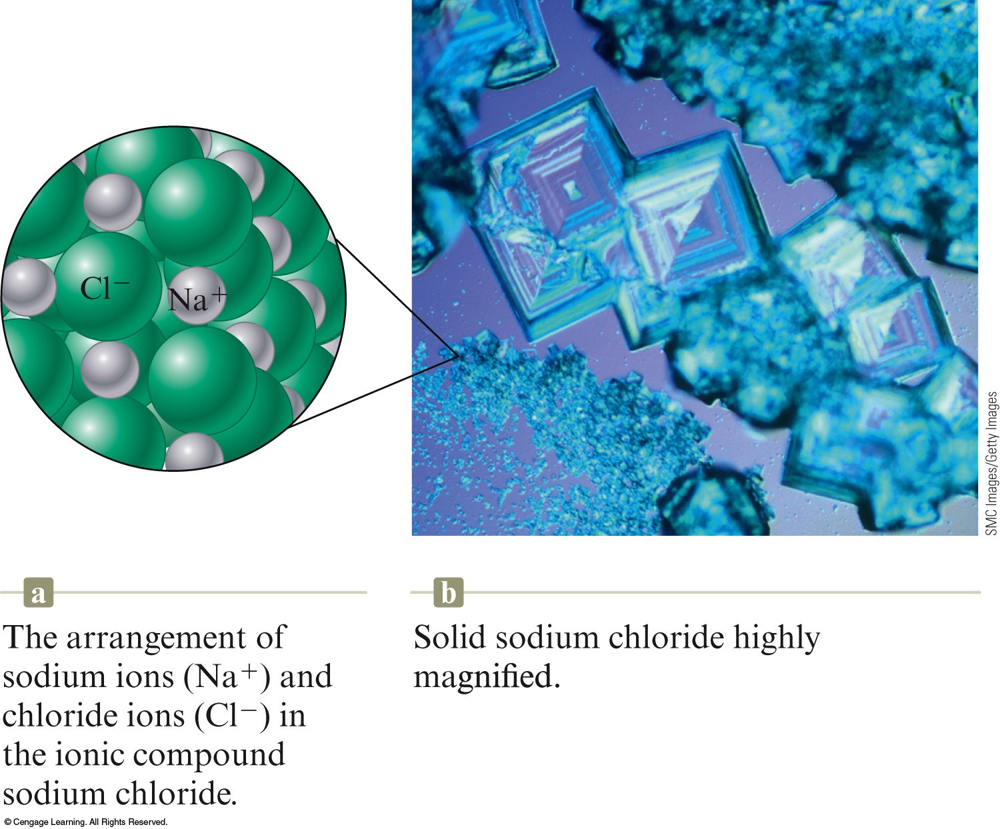 Cl−
Na+
SMC Images/Getty Images
a
The arrangement of
sodium ions (Na+) and
chloride ions (Cl−) in
the ionic compound
sodium chloride.
b
Solid sodium chloride highly
magnified.
© Cengage Learning. All Rights Reserved.